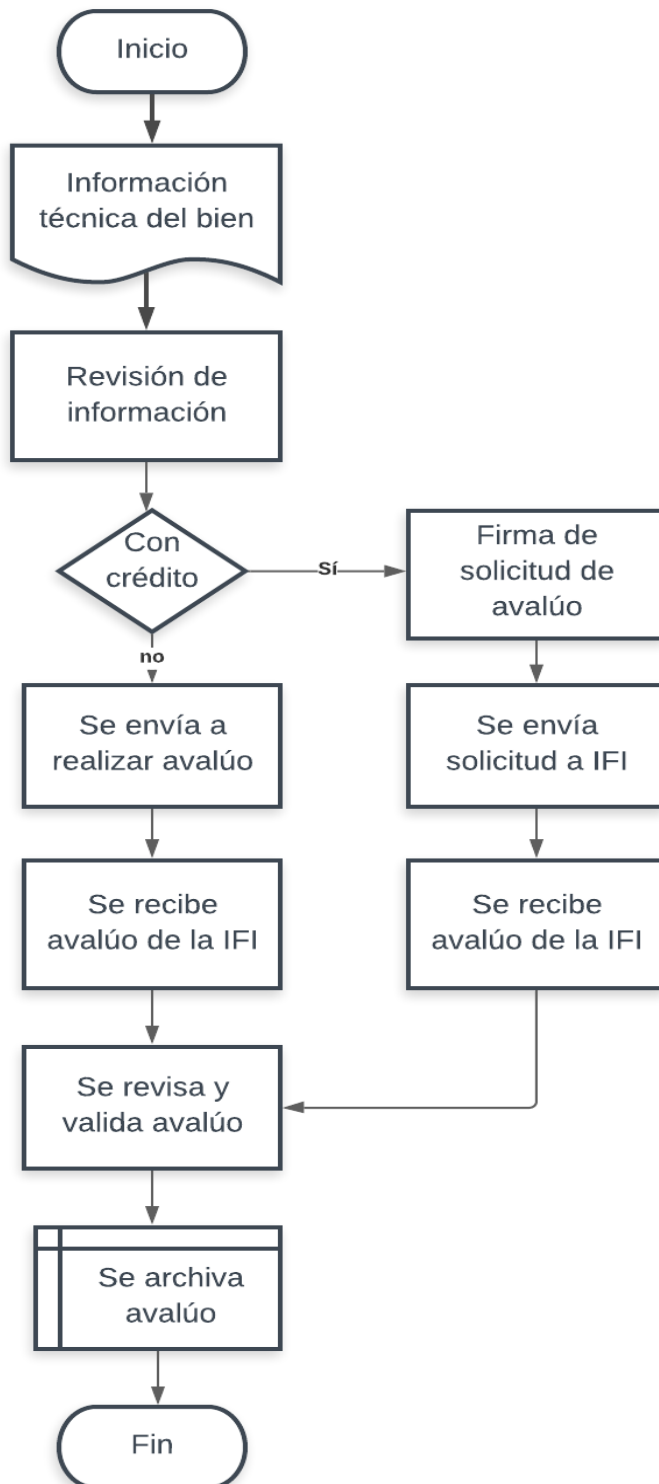 Inicio
Información
técnica del bien
Revisión de
información
Con
crédito
Sí
Firma de
solicitud de
avalúo
no
Se envía a
realizar avalúo
Se envía
solicitud a IFI
Se recibe
avalúo de la IFI
Se recibe
avalúo de la IFI
Se revisa y
valida avalúo
Se archiva
avalúo
Fin